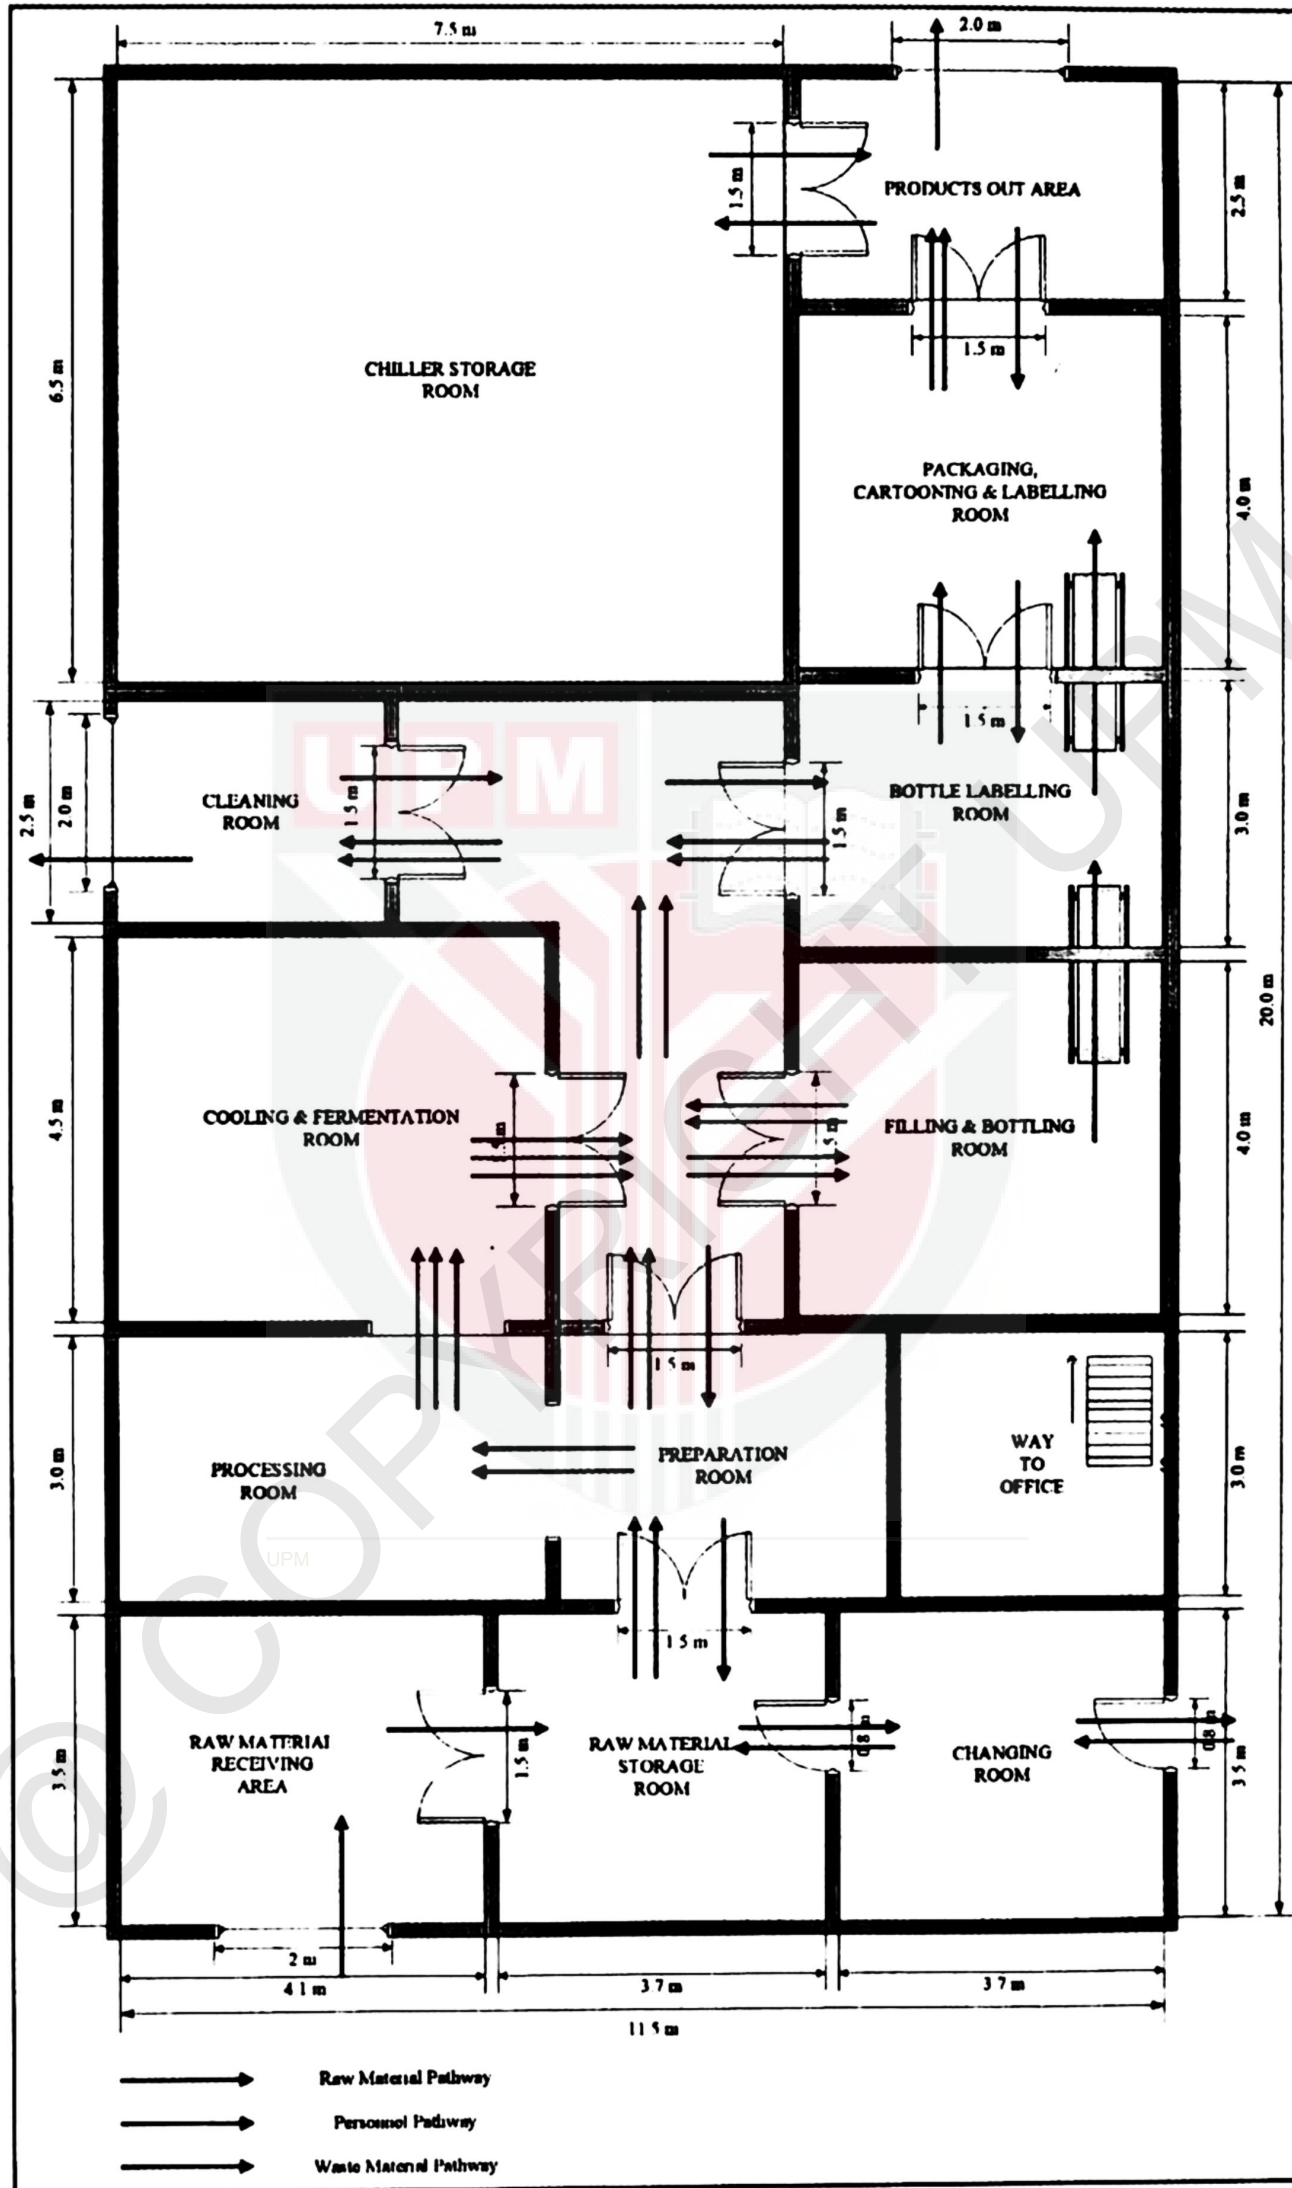 7.5 m
2.0 m
1.5 m
PRODUCTS OUT AREA
2.5 m
1.5 m
6.5 m
CHILLER STORAGE
ROOM
PACKAGING,
CARTOONING & LABELLING
ROOM
4.0 m
1.5 m
UPM
2.5 m
2.0 m
CLEANING
ROOM
1.5 m
1.5 m
BOTTLE LABELLING
ROOM
3.0 m
20.0 m
4.5 m
COOLING & FERMENTATION
ROOM
FILLING & BOTTLING
ROOM
4.0 m
1.5 m
3.0 m
PROCESSING
ROOM
PREPARATION
ROOM
WAY
TO
OFFICE
3.0 m
UPM
1.5 m
3.5 m
RAW MATERIAL
RECEIVING
AREA
1.5 m
RAW MATERIAL
STORAGE
ROOM
0.8 m
CHANGING
ROOM
0.8 m
3.5 m
2 m
4.1 m
3.7 m
3.7 m
11.5 m
Raw Material Pathway
Personnol Pathway
Waste Material Pathway
@ COPYRIGHT UPM